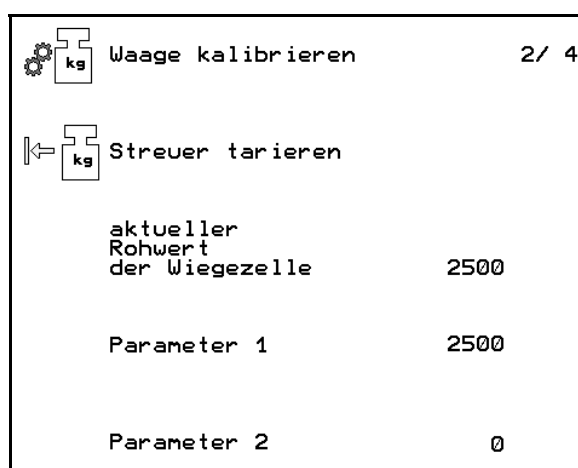 kg Waage kalibrieren 2/ 4
kg Streuer tarieren
aktueller
Rohwert
der Wiegezelle 2500
Parameter 1 2500
Parameter 2 0